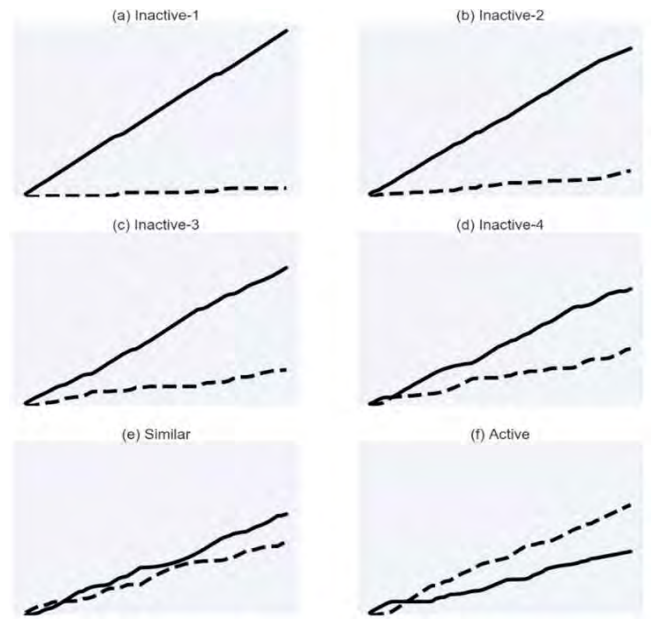 (a) Inactive-1
(b) Inactive-2
(c) Inactive-3
(d) Inactive-4
(e) Similar
(f) Active